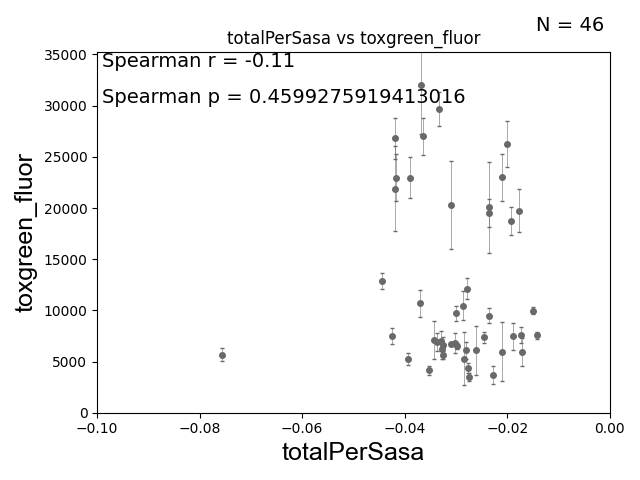 N = 46
totalPerSasa vs toxgreen_fluor
Spearman r = -0.11
Spearman p = 0.4599275919413016
toxgreen_fluor
35000
30000
25000
20000
15000
10000
5000
0
−0.10
−0.08
−0.06
−0.04
−0.02
0.00
totalPerSasa